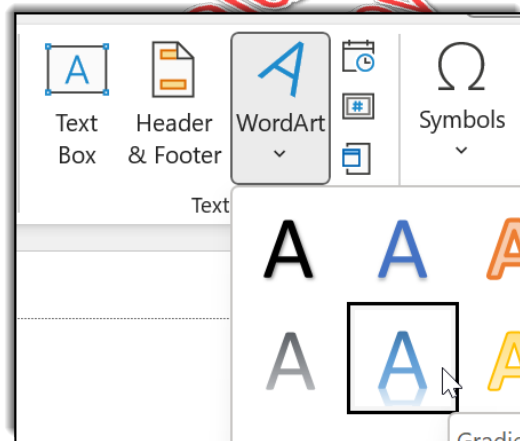 Text
Box
Header
& Footer
WordArt
Symbols
Text
A A A
A A A